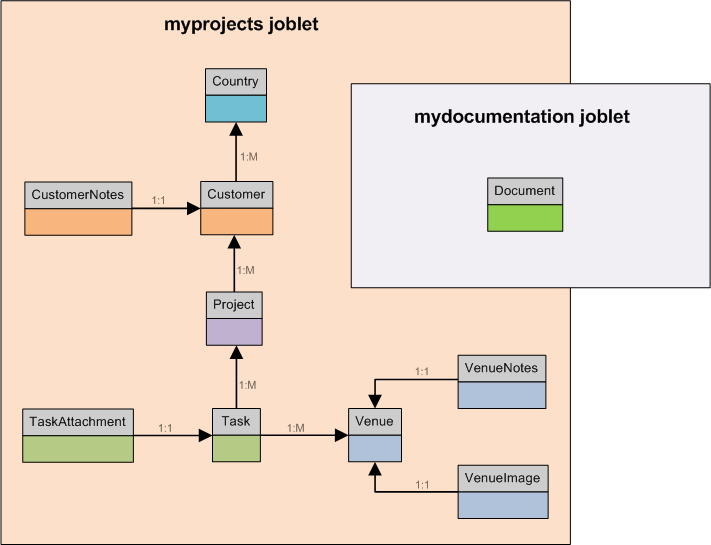 myprojects joblet
Country
mydocumentation joblet
1:M
Document
CustomerNotes
1:1
Customer
1:M
Project
1:M
VenueNotes
1:1
TaskAttachment
1:1
Task
1:M
Venue
VenueImage
1:1